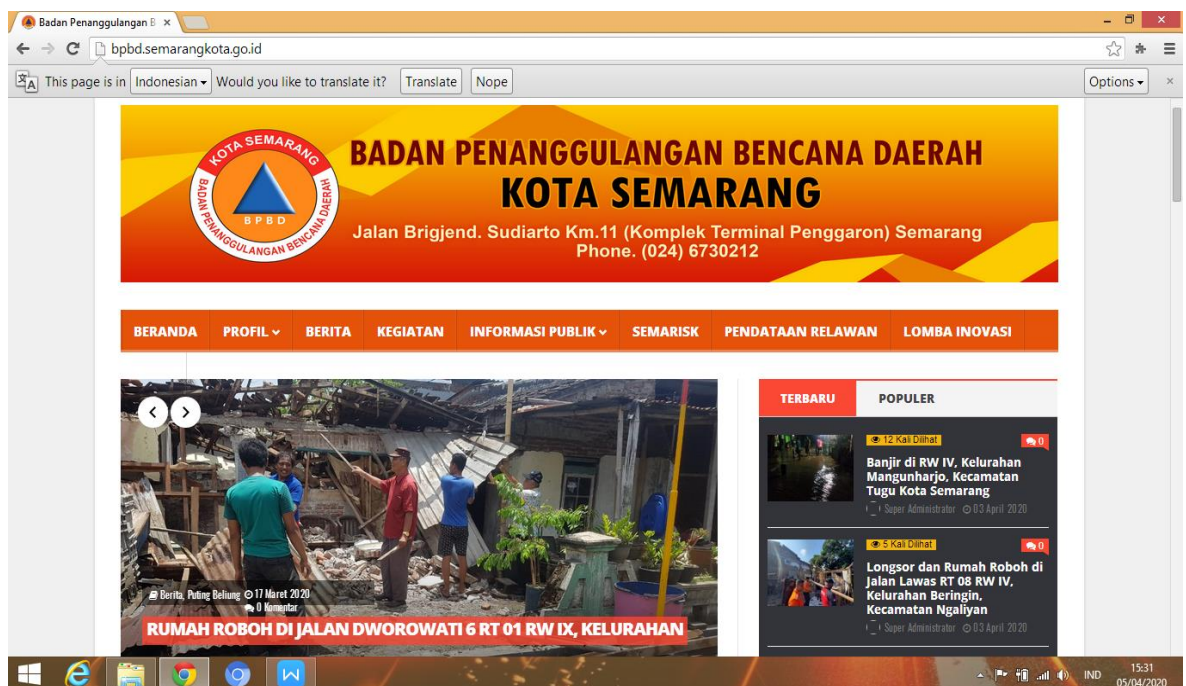 Badan Penanggulangan B
bpbd.semarangkota.go.id
This page is in Indonesian Would you like to translate it? Translate Nope Options
KOTA SEMARANG
BADAN PENANGGULANGAN BENCANA DAERAH
BPBD
BADAN PENANGGULANGAN BENCANA DAERAH
KOTA SEMARANG
Jalan Brigjend. Sudiarto Km.11 (Komplek Terminal Penggaron) Semarang
Phone. (024) 6730212
BERANDA PROFIL BERITA KEGIATAN INFORMASI PUBLIK SEMARISK PENDATAAN RELAWAN LOMBA INOVASI
Berita, Puting Beliung 17 Maret 2020
0 Komentar
RUMAH ROBOH DI JALAN DWOROWATI 6 RT 01 RW IX, KELURAHAN
TERBARU POPULER
12 Kali Dilihat 0
Banjir di RW IV, Kelurahan
Mangunharjo, Kecamatan
Tugu Kota Semarang
Super Administrator 03 April 2020
5 Kali Dilihat 0
Longsor dan Rumah Roboh di
Jalan Lawas RT 08 RW IV,
Kelurahan Beringin,
Kecamatan Ngaliyan
Super Administrator 03 April 2020
IND 15:31
05/04/2020